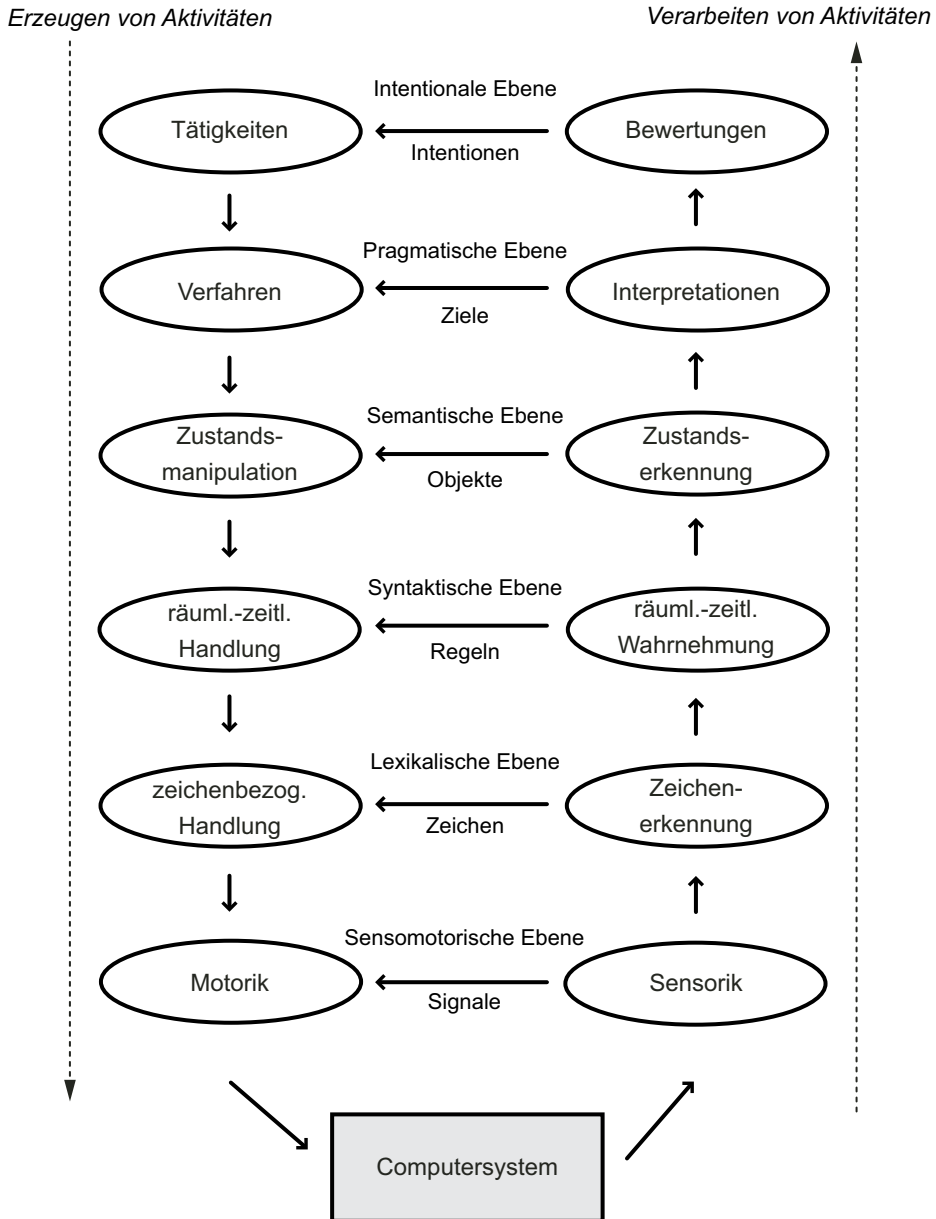 Erzeugen von Aktivitäten
Verarbeiten von Aktivitäten
Intentionale Ebene
Tätigkeiten
Bewertungen
Intentionen
Pragmatische Ebene
Verfahren
Interpretationen
Ziele
Semantische Ebene
Zustands-
manipulation
Zustands-
erkennung
Objekte
Syntaktische Ebene
räuml.-zeitl.
Handlung
räuml.-zeitl.
Wahrnehmung
Regeln
Lexikalische Ebene
zeichenbezog.
Handlung
Zeichen-
erkennung
Zeichen
Sensomotorische Ebene
Motorik
Sensorik
Signale
Computersystem